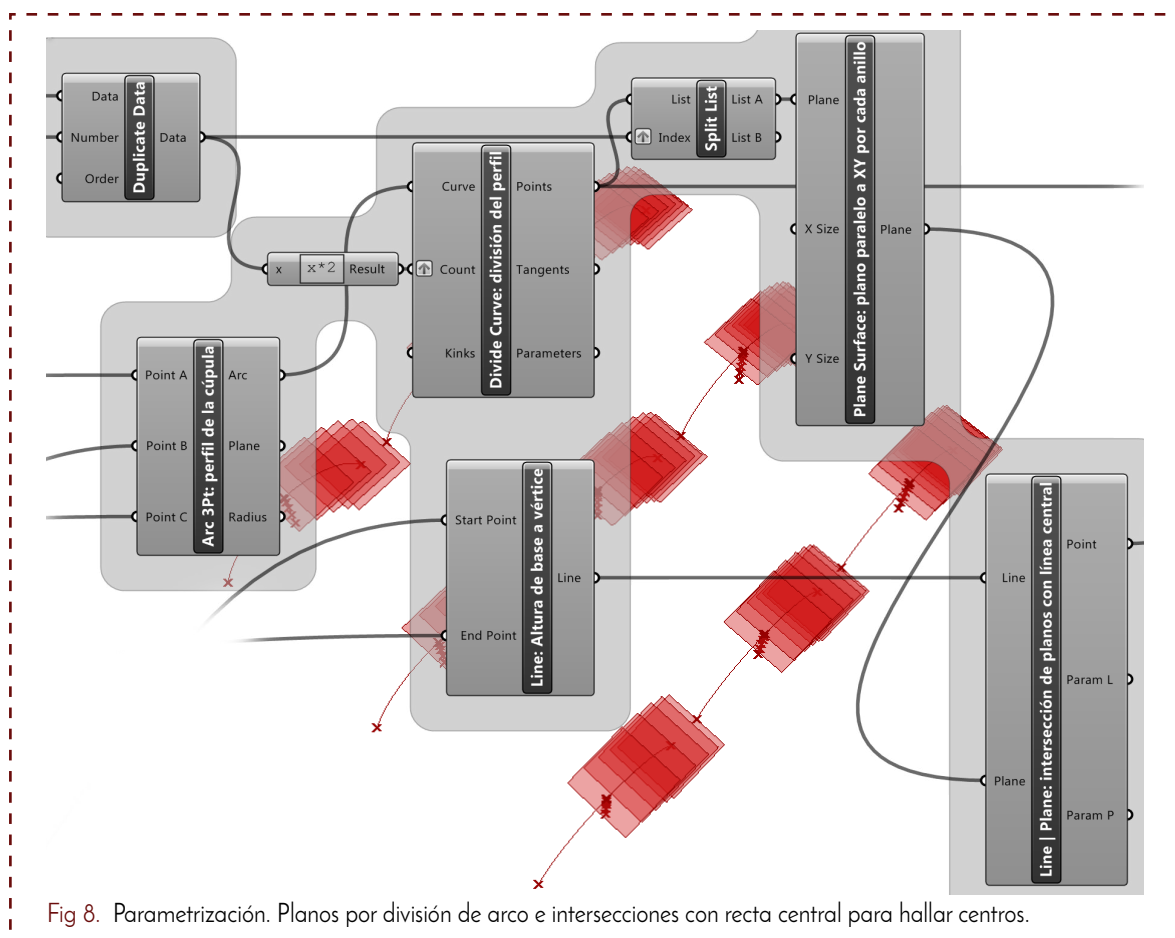 Data
Number
Order
Duplicate Data
Data
x
x*2
Result
Point A
Point B
Point C
Arc 3Pt: perfil de la cúpula
Arc
Plane
Radius
Curve
Count
Kinks
Divide Curve: división del perfil
Points
Tangents
Parameters
Start Point
End Point
Line: Altura de base a vértice
Line
List
Index
Split List
List A
List B
Plane
X Size
Y Size
Plane Surface: plano paralelo a XY por cada anillo
Plane
Line
Plane
Line | Plane: intersección de planos con línea central
Point
Param L
Param P
Fig 8. Parametrización. Planos por división de arco e intersecciones con recta central para hallar centros.